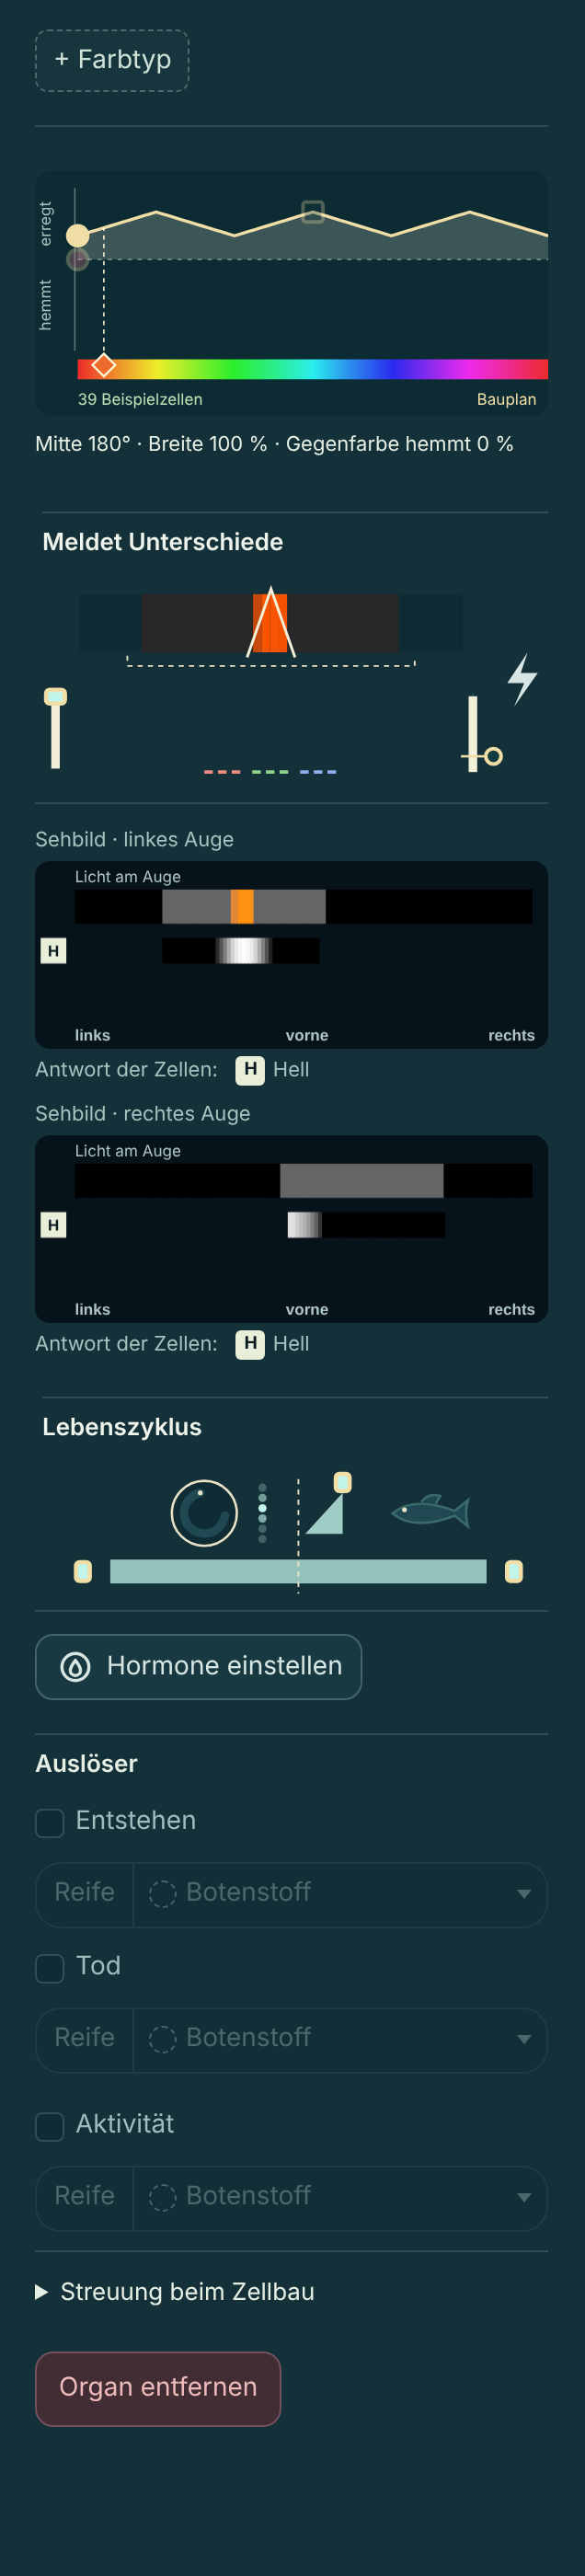 + Farbtyp
erregt
hemmt
39 Beispielzellen
Bauplan
Mitte 180° · Breite 100 % · Gegenfarbe hemmt 0 %
Meldet Unterschiede
Sehbild · linkes Auge
Licht am Auge
H
links vorne rechts
Antwort der Zellen: H Hell
Sehbild · rechtes Auge
Licht am Auge
H
links vorne rechts
Antwort der Zellen: H Hell
Lebenszyklus
Hormone einstellen
Auslöser
Entstehen
Reife Botenstoff
Tod
Reife Botenstoff
Aktivität
Reife Botenstoff
Streuung beim Zellbau
Organ entfernen